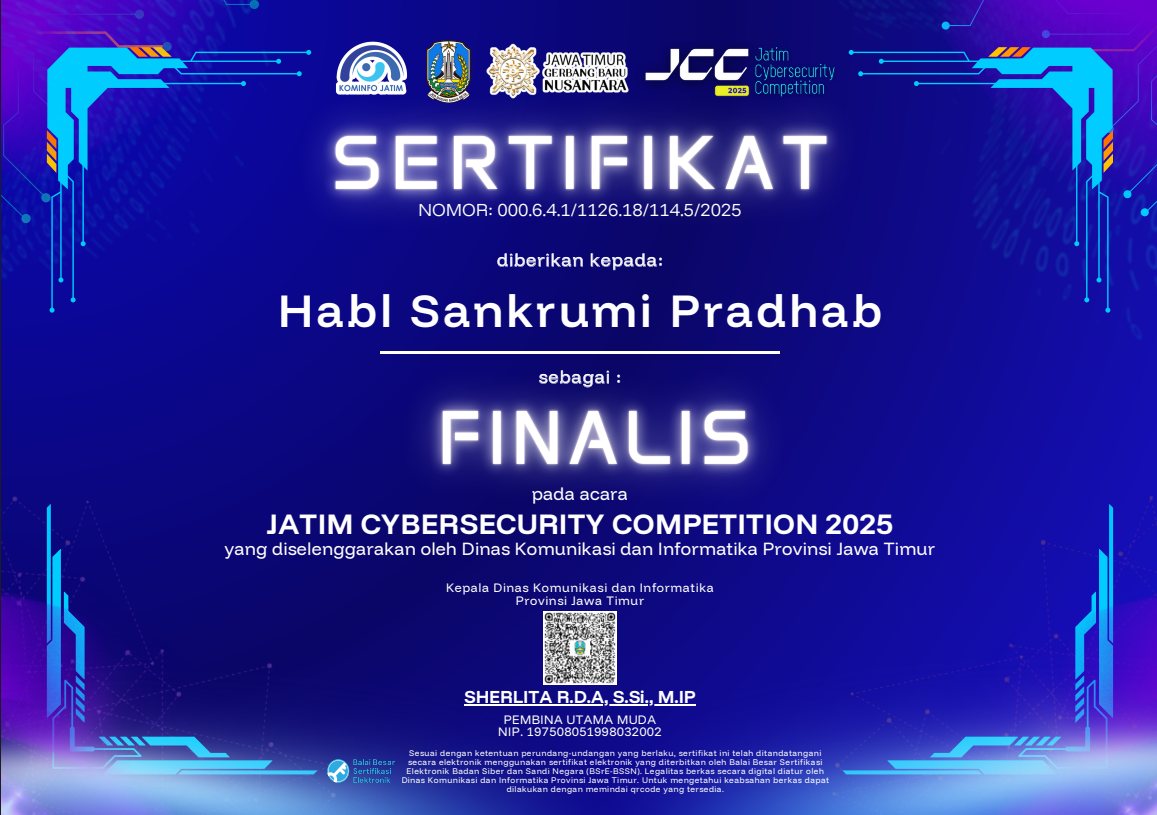 KOMINFO JATIM
JAWA TIMUR
GERBANG BARU
NUSANTARA
JCC
2025
Jatim
Cybersecurity
Competition
SERTIFIKAT
NOMOR: 000.6.4.1/1126.18/114.5/2025
diberikan kepada:
Habl Sankrumi Pradhab
sebagai :
FINALIS
pada acara
JATIM CYBERSECURITY COMPETITION 2025
yang diselenggarakan oleh Dinas Komunikasi dan Informatika Provinsi Jawa Timur
Kepala Dinas Komunikasi dan Informatika
Provinsi Jawa Timur
SHERLITA R.D.A, S.Si., M.IP
PEMBINA UTAMA MUDA
NIP. 197508051998032002
Balai Besar
Sertifikasi
Elektronik
Sesuai dengan ketentuan perundang-undangan yang berlaku, sertifikat ini telah ditandatangani
secara elektronik menggunakan sertifikat elektronik yang diterbitkan oleh Balai Besar Sertifikasi
Elektronik Badan Siber dan Sandi Negara (BSrE-BSSN). Legalitas berkas secara digital diatur oleh
Dinas Komunikasi dan Informatika Provinsi Jawa Timur. Untuk mengetahui keabsahan berkas dapat
dilakukan dengan memindai qrcode yang tersedia.